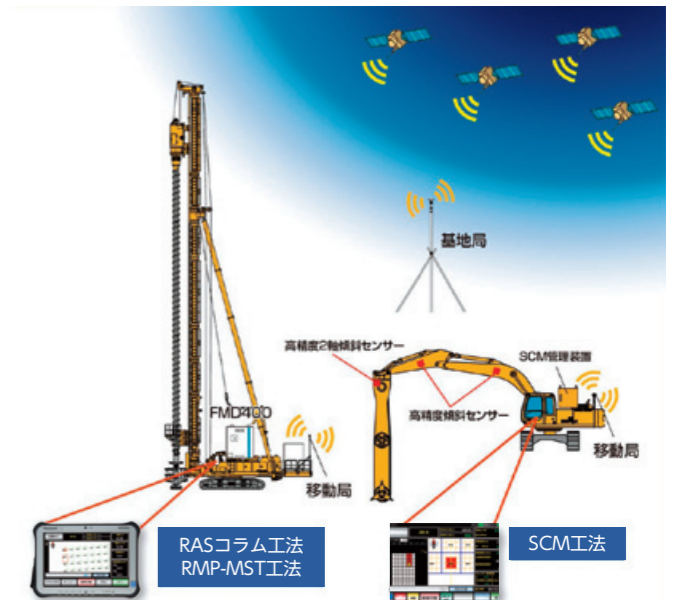 基地局
高精度2軸傾斜センサー
SCM管理装置
FMD400
高精度傾斜センサー
移動局
移動局
RASコラム工法
RMP-MST工法
SCM工法